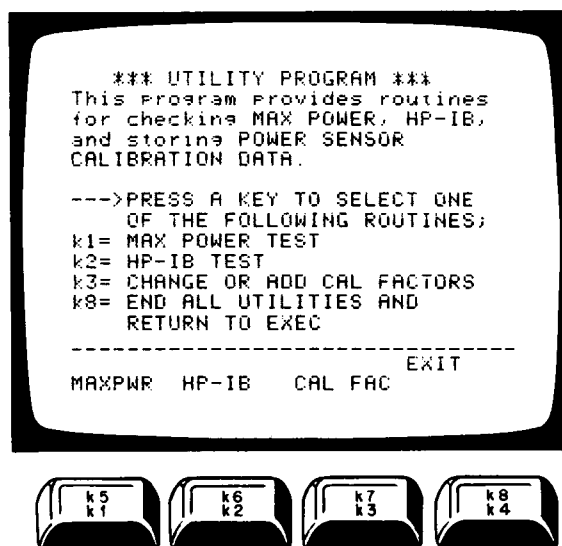 *** UTILITY PROGRAM ***
This program provides routines
for checking MAX POWER, HP-IB,
and storing POWER SENSOR
CALIBRATION DATA.
--->PRESS A KEY TO SELECT ONE
OF THE FOLLOWING ROUTINES;
k1= MAX POWER TEST
k2= HP-IB TEST
k3= CHANGE OR ADD CAL FACTORS
k8= END ALL UTILITIES AND
RETURN TO EXEC
--------------------------------
EXIT
MAXPWR HP-IB CAL FAC
k5 k6 k7 k8
k1 k2 k3 k4